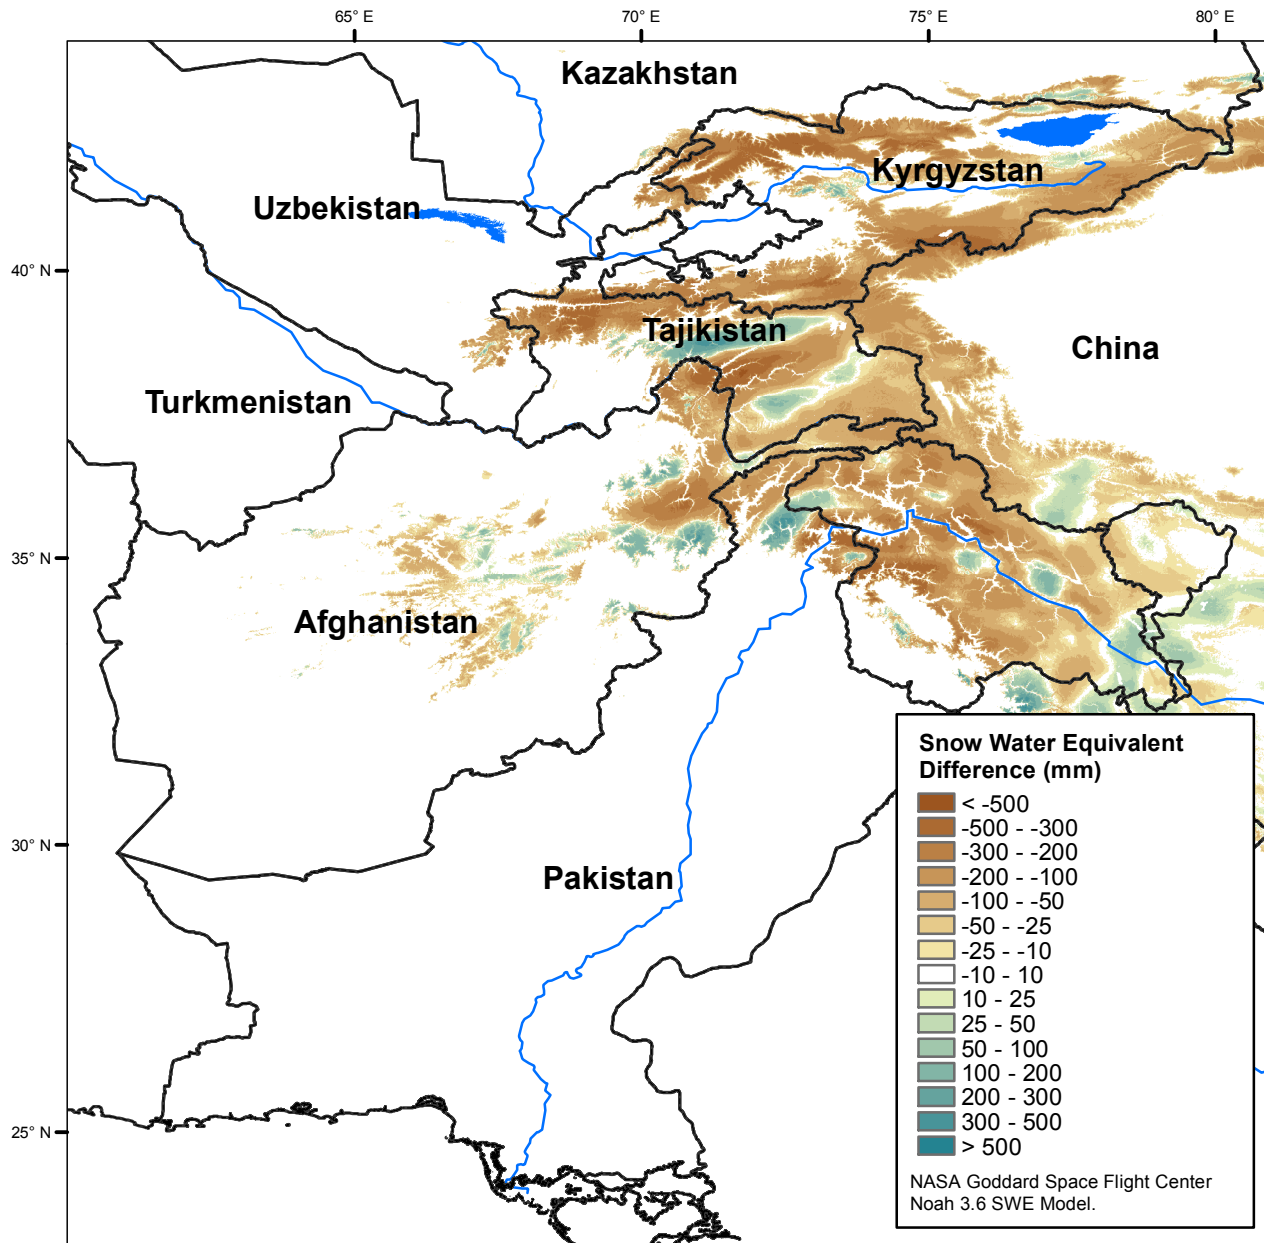 65° E
70° E
75° E
80° E
Kazakhstan
Kyrgyzstan
Uzbekistan
40° N
Tajikistan
China
Turkmenistan
35° N
Afghanistan
Snow Water Equivalent
Difference (mm)
< -500
-500 - -300
-300 - -200
-200 - -100
-100 - -50
-50 - -25
-25 - -10
-10 - 10
10 - 25
25 - 50
50 - 100
100 - 200
200 - 300
300 - 500
> 500
NASA Goddard Space Flight Center
Noah 3.6 SWE Model.
30° N
Pakistan
25° N